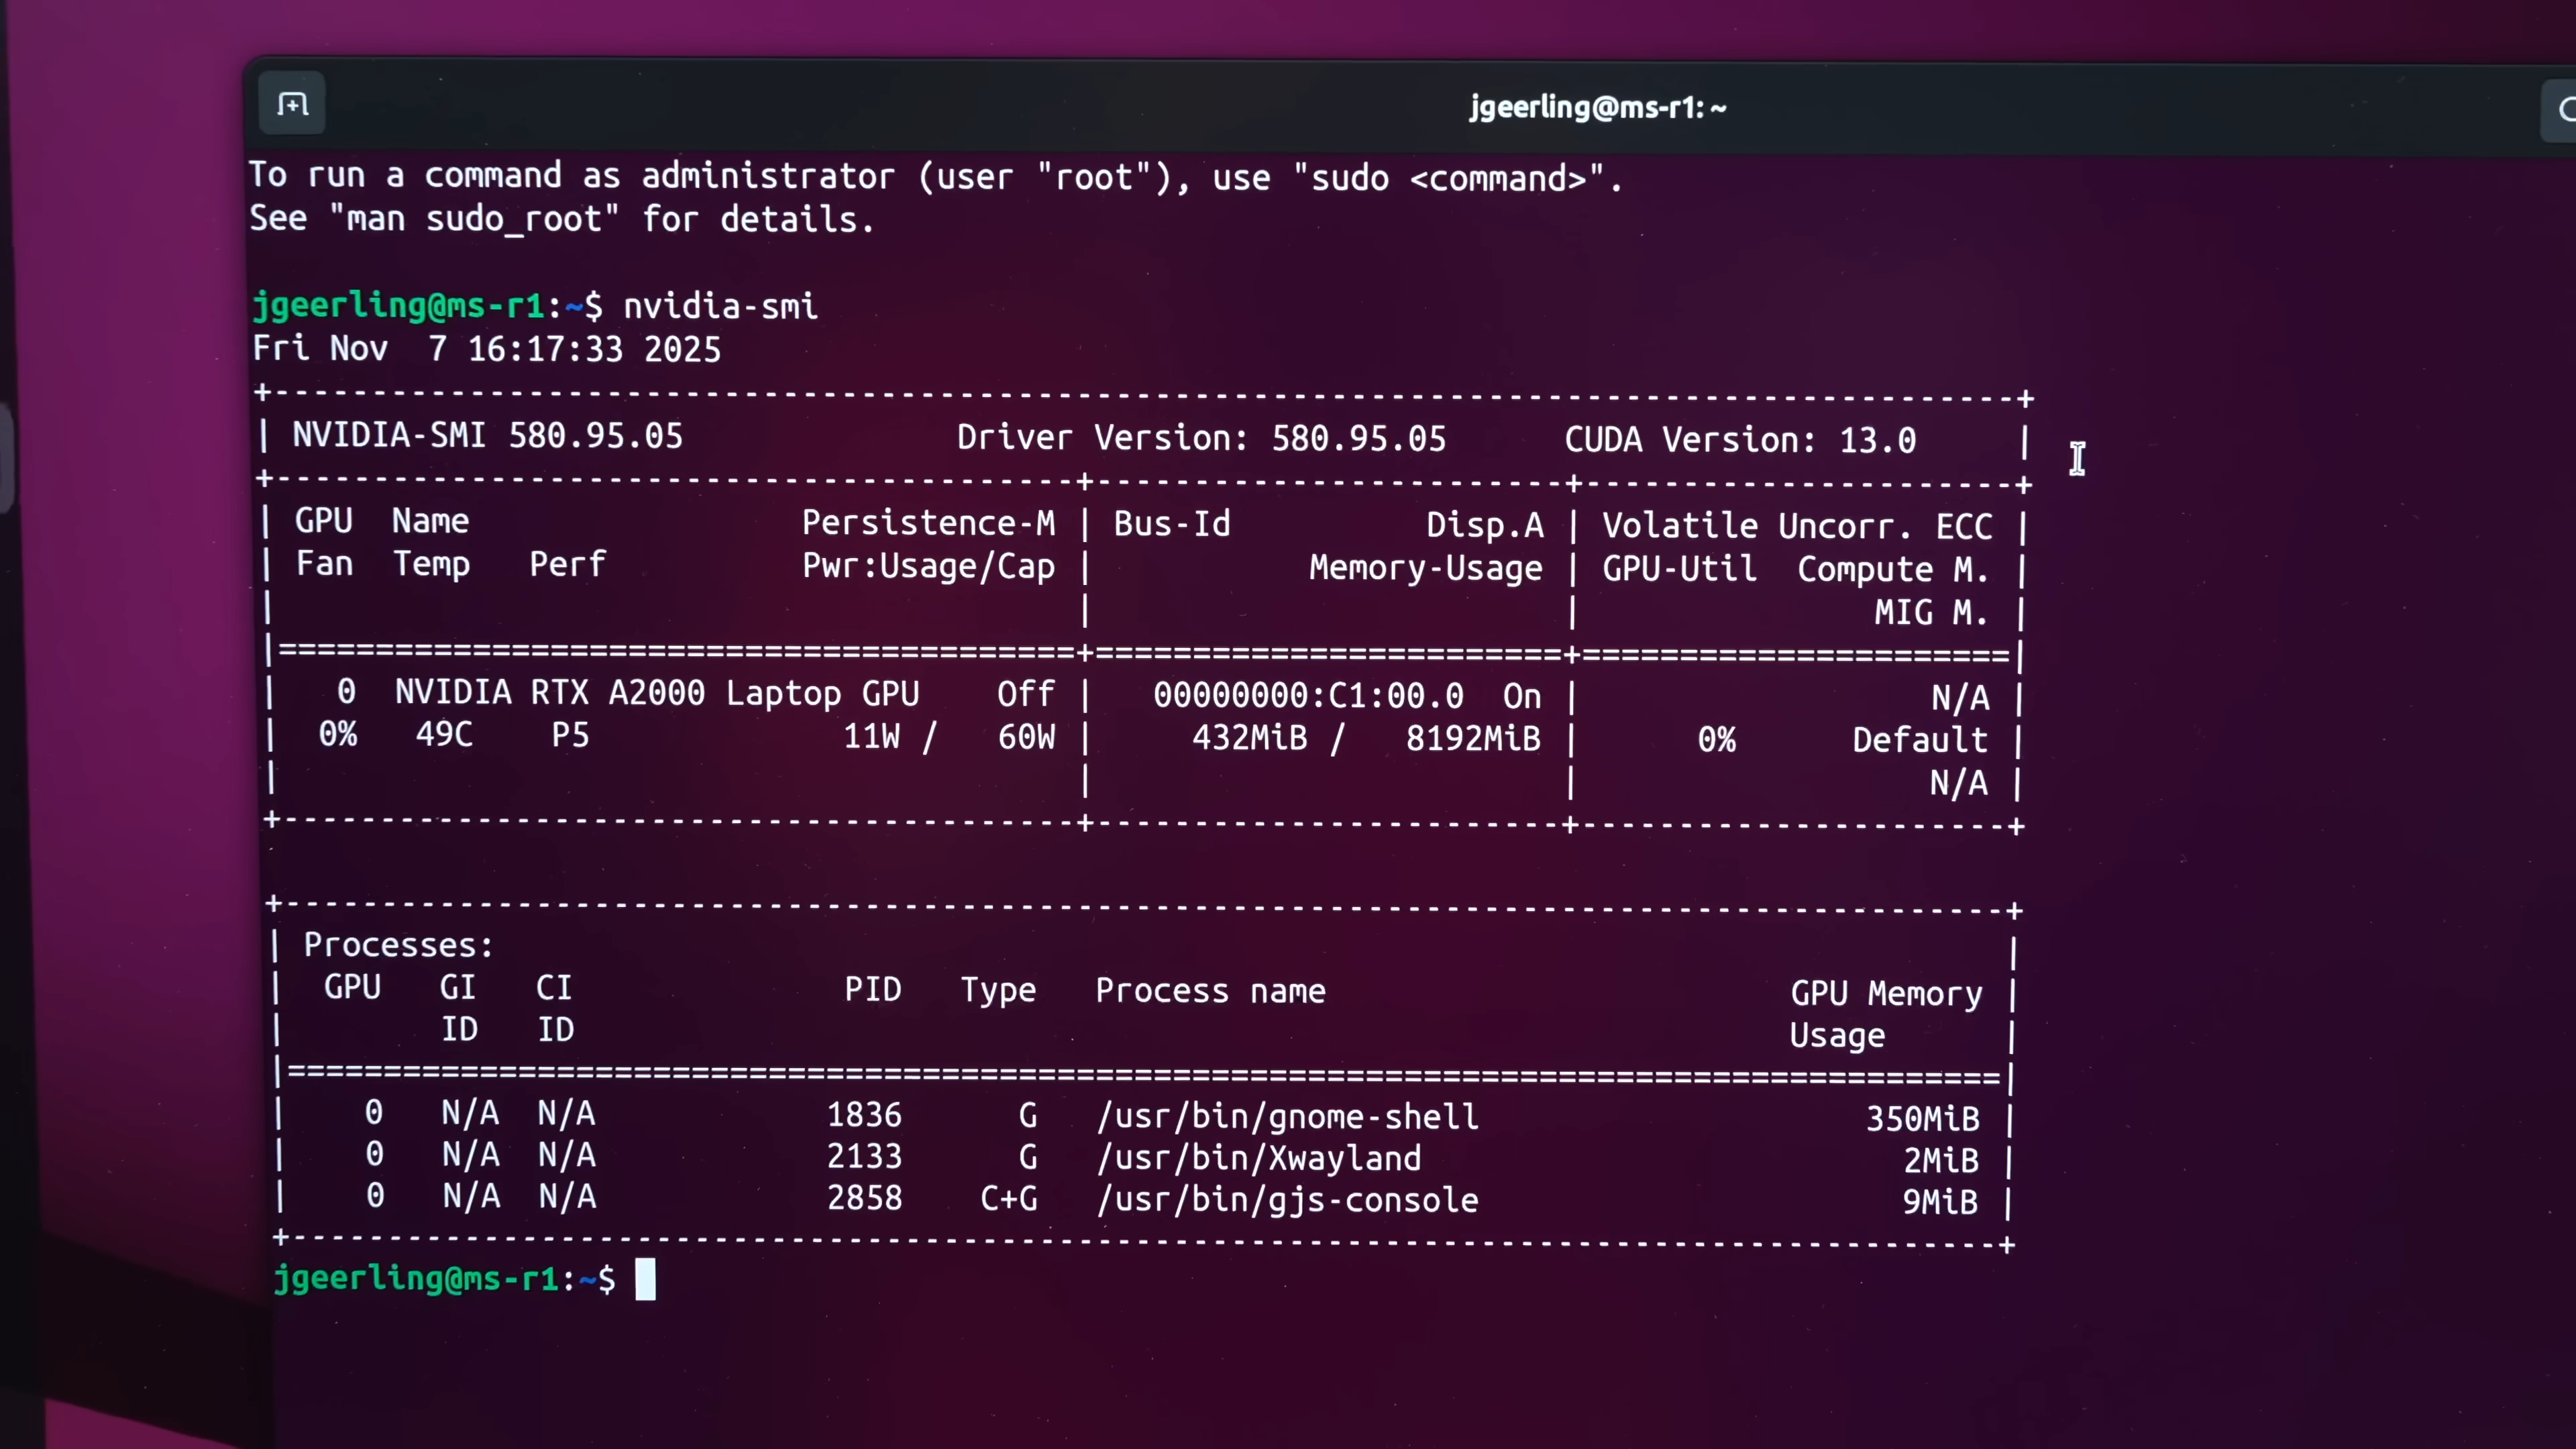 jgeerling@ms-r1: ~
To run a command as administrator (user "root"), use "sudo <command>".
See "man sudo_root" for details.
jgeerling@ms-r1:~$ nvidia-smi
Fri Nov  7 16:17:33 2025
+-----------------------------------------------------------------------------------------+
| NVIDIA-SMI 580.95.05              Driver Version: 580.95.05      CUDA Version: 13.0     |
+-----------------------------------------+------------------------+----------------------+
| GPU  Name                 Persistence-M | Bus-Id          Disp.A | Volatile Uncorr. ECC |
| Fan  Temp   Perf          Pwr:Usage/Cap |           Memory-Usage | GPU-Util  Compute M. |
|                                         |                        |               MIG M. |
|=========================================+========================+======================|
|   0  NVIDIA RTX A2000 Laptop GPU    Off |   00000000:C1:00.0  On |                  N/A |
|  0%   49C    P5             11W /   60W |     432MiB /   8192MiB |      0%      Default |
|                                         |                        |                  N/A |
+-----------------------------------------+------------------------+----------------------+
+-----------------------------------------------------------------------------------------+
| Processes:                                                                              |
|  GPU   GI   CI              PID   Type   Process name                        GPU Memory |
|        ID   ID                                                               Usage      |
|=========================================================================================|
|    0   N/A  N/A            1836      G   /usr/bin/gnome-shell                    350MiB |
|    0   N/A  N/A            2133      G   /usr/bin/Xwayland                         2MiB |
|    0   N/A  N/A            2858    C+G   /usr/bin/gjs-console                      9MiB |
+-----------------------------------------------------------------------------------------+
jgeerling@ms-r1:~$